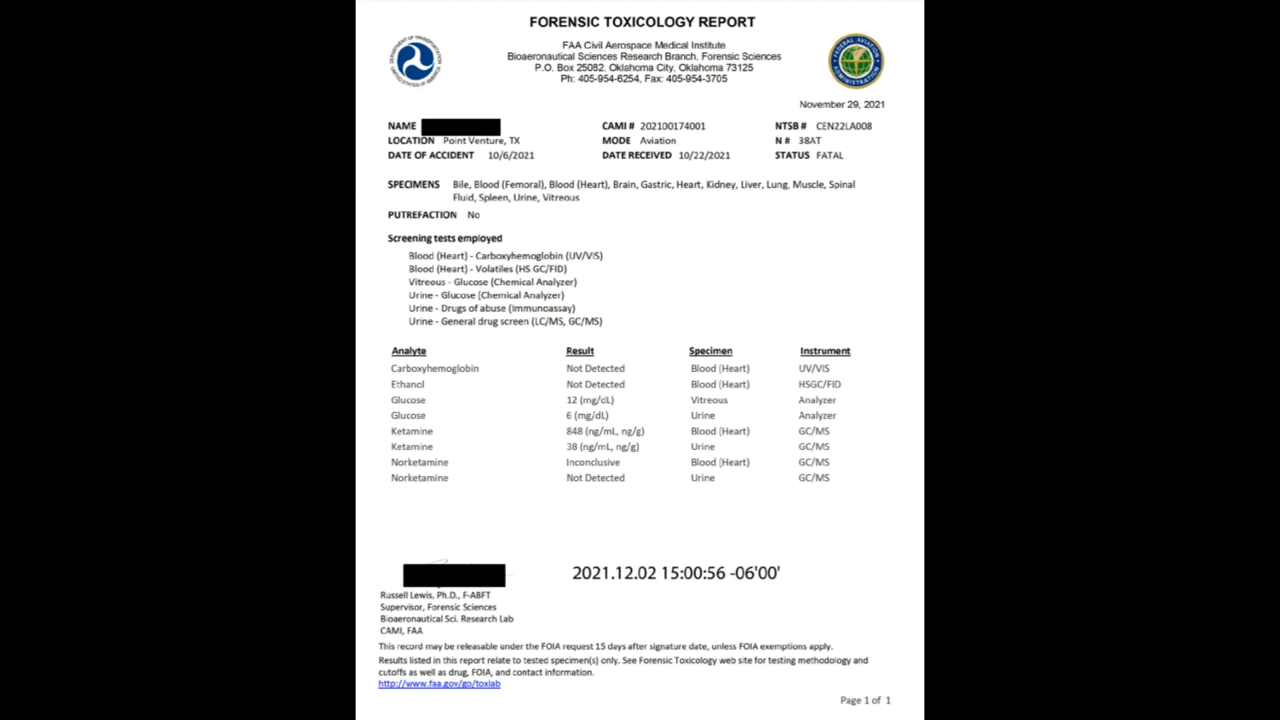 FORENSIC TOXICOLOGY REPORT
FAA Civil Aerospace Medical Institute
Bioaeronautical Sciences Research Branch, Forensic Sciences
P.O. Box 25082, Oklahoma City, Oklahoma 73125
Ph: 405-954-6254, Fax: 405-954-3705
DEPARTMENT OF TRANSPORTATION
UNITED STATES OF AMERICA
FEDERAL AVIATION
ADMINISTRATION
November 29, 2021
NAME CAMI # 202100174001 NTSB # CEN22LA008
LOCATION Point Venture, TX MODE Aviation N # 38AT
DATE OF ACCIDENT 10/6/2021 DATE RECEIVED 10/22/2021 STATUS FATAL
SPECIMENS Bile, Blood (Femoral), Blood (Heart), Brain, Gastric, Heart, Kidney, Liver, Lung, Muscle, Spinal
Fluid, Spleen, Urine, Vitreous
PUTREFACTION No
Screening tests employed
Blood (Heart) - Carboxyhemoglobin (UV/VIS)
Blood (Heart) - Volatiles (HS GC/FID)
Vitreous - Glucose (Chemical Analyzer)
Urine - Glucose (Chemical Analyzer)
Urine - Drugs of abuse (Immunoassay)
Urine - General drug screen (LC/MS, GC/MS)
Analyte Result Specimen Instrument
Carboxyhemoglobin Not Detected Blood (Heart) UV/VIS
Ethanol Not Detected Blood (Heart) HSGC/FID
Glucose 12 (mg/dL) Vitreous Analyzer
Glucose 6 (mg/dL) Urine Analyzer
Ketamine 848 (ng/mL, ng/g) Blood (Heart) GC/MS
Ketamine 38 (ng/mL, ng/g) Urine GC/MS
Norketamine Inconclusive Blood (Heart) GC/MS
Norketamine Not Detected Urine GC/MS
2021.12.02 15:00:56 -06'00'
Russell Lewis, Ph.D., F-ABFT
Supervisor, Forensic Sciences
Bioaeronautical Sci. Research Lab
CAMI, FAA
This record may be releasable under the FOIA request 15 days after signature date, unless FOIA exemptions apply.
Results listed in this report relate to tested specimen(s) only. See Forensic Toxicology web site for testing methodology and
cutoffs as well as drug, FOIA, and contact information.
http://www.faa.gov/go/toxlab
Page 1 of 1